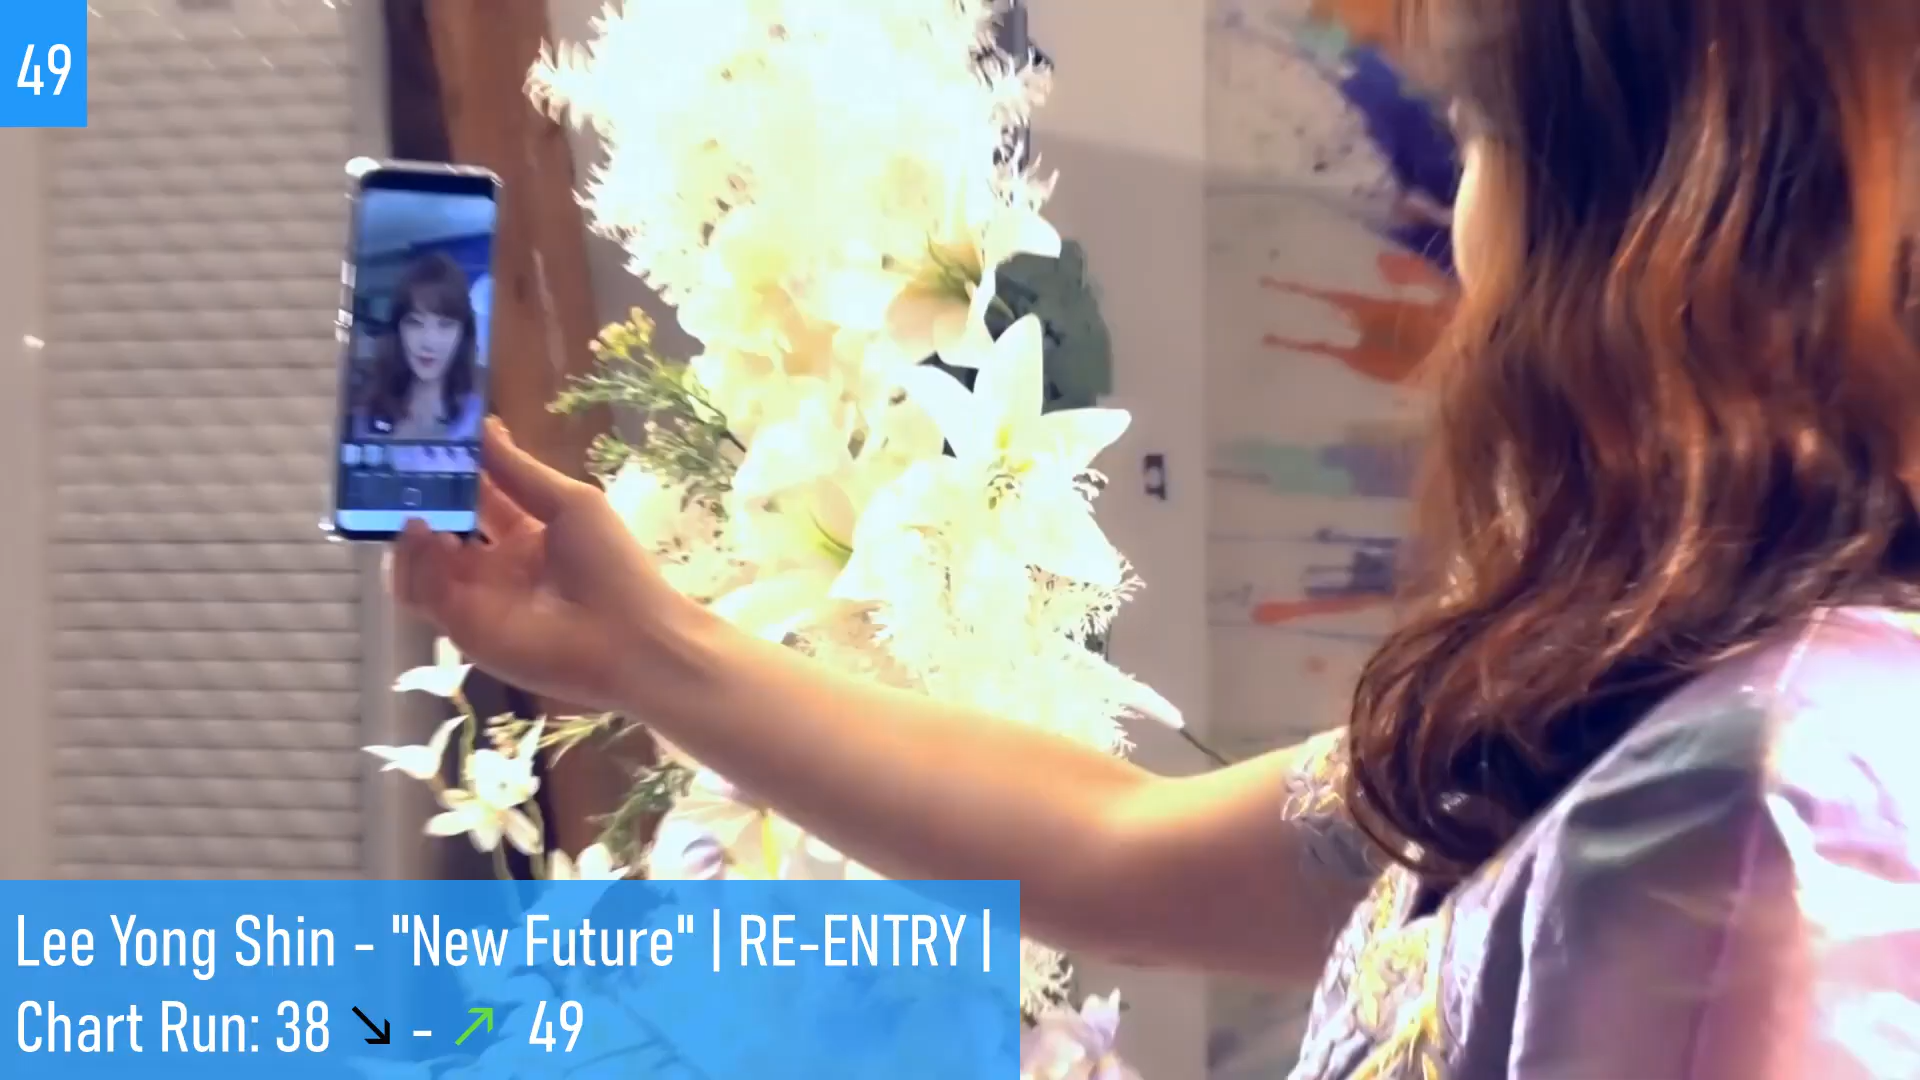 49
Lee Yong Shin - "New Future" | RE-ENTRY |
Chart Run: 38 ↘ - ↗ 49